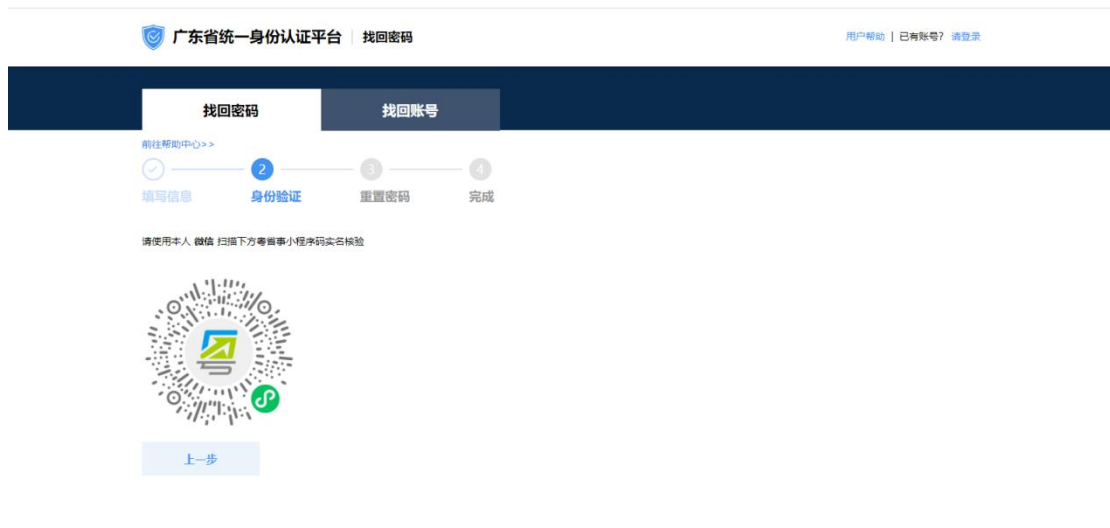 广东省统一身份认证平台 | 找回密码
用户帮助 | 已有账号? 请登录
找回密码 找回账号
前往帮助中心>>
2 3 4
填写信息 身份验证 重置密码 完成
请使用本人 微信 扫描下方粤省事小程序码实名核验
上一步